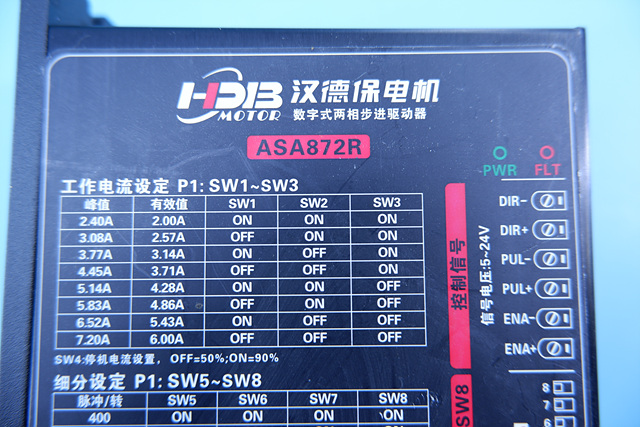 HDB MOTOR 汉德保电机
数字式两相步进驱动器
ASA872R
PWR FLT
工作电流设定 P1: SW1~SW3
峰值 有效值 SW1 SW2 SW3
2.40A 2.00A ON ON ON
3.08A 2.57A OFF ON ON
3.77A 3.14A ON OFF ON
4.45A 3.71A OFF OFF ON
5.14A 4.28A ON ON OFF
5.83A 4.86A OFF ON OFF
6.52A 5.43A ON OFF OFF
7.20A 6.00A OFF OFF OFF
SW4:停机电流设置, OFF=50%;ON=90%
细分设定 P1: SW5~SW8
脉冲/转 SW5 SW6 SW7 SW8
400 ON ON ON ON
控制信号
信号电压:5~24V
DIR-
DIR+
PUL-
PUL+
ENA-
ENA+
SW8
8
7
6